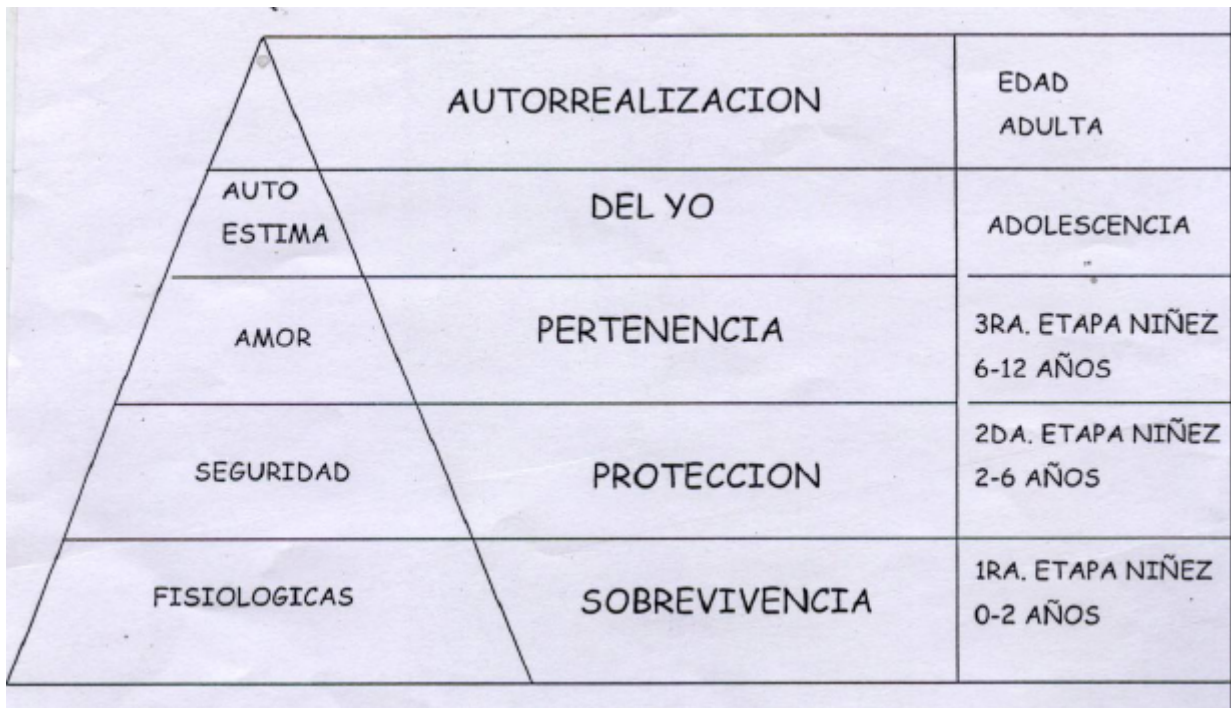 AUTORREALIZACION
EDAD
ADULTA
AUTO
ESTIMA
DEL YO
ADOLESCENCIA
AMOR
PERTENENCIA
3RA. ETAPA NIÑEZ
6-12 AÑOS
SEGURIDAD
PROTECCION
2DA. ETAPA NIÑEZ
2-6 AÑOS
FISIOLOGICAS
SOBREVIVENCIA
1RA. ETAPA NIÑEZ
0-2 AÑOS